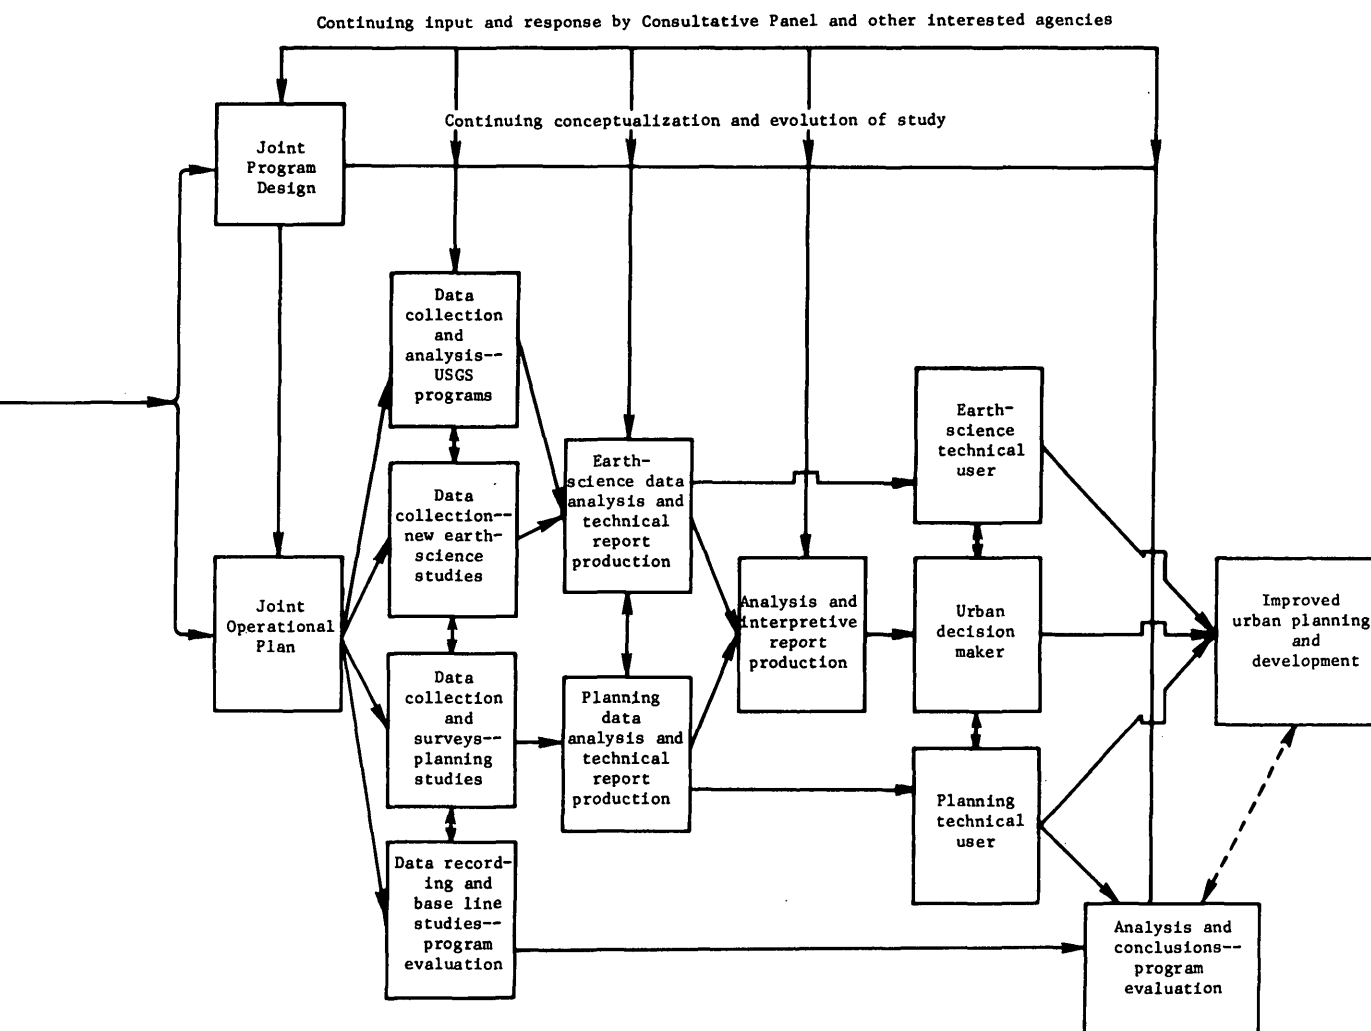 Continuing input and response by Consultative Panel and other interested agencies
Continuing conceptualization and evolution of study
Joint
Program
Design
Joint
Operational
Plan
Data
collection
and
analysis--
USGS
programs
Data
collection--
new earth-
science
studies
Data
collection
and
surveys--
planning
studies
Data record-
ing and
base line
studies--
program
evaluation
Earth-
science data
analysis and
technical
report
production
Planning
data
analysis and
technical
report
production
Analysis and
interpretive
report
production
Earth-
science
technical
user
Urban
decision
maker
Planning
technical
user
Improved
urban planning
and
development
Analysis and
conclusions--
program
evaluation